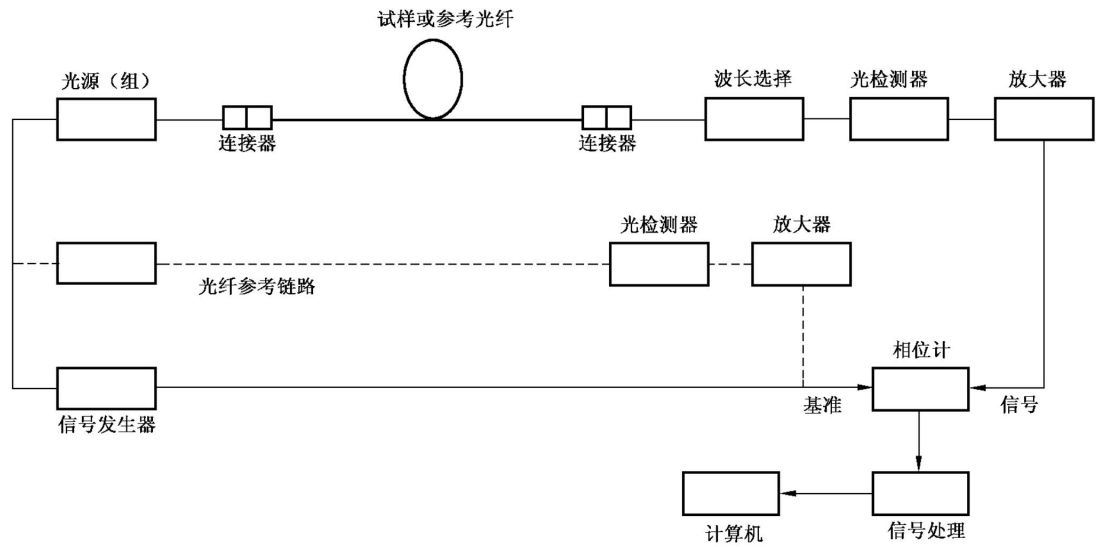 试样或参考光纤
光源（组）
波长选择
光检测器
放大器
连接器
连接器
光检测器
放大器
光纤参考链路
相位计
基准
信号
信号发生器
计算机
信号处理